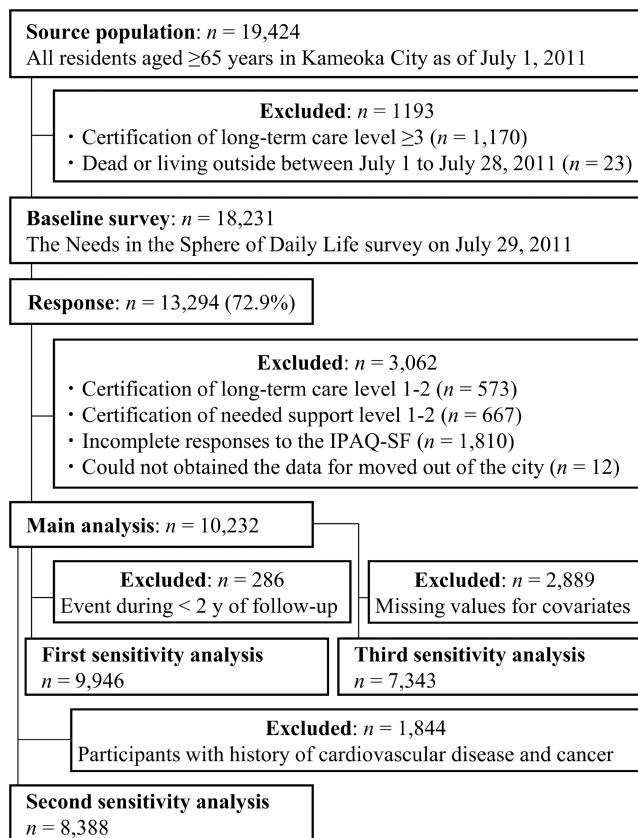 Source population: n = 19,424
All residents aged ≥65 years in Kameoka City as of July 1, 2011
Excluded: n = 1193
・Certification of long-term care level ≥3 (n = 1,170)
・Dead or living outside between July 1 to July 28, 2011 (n = 23)
Baseline survey: n = 18,231
The Needs in the Sphere of Daily Life survey on July 29, 2011
Response: n = 13,294 (72.9%)
Excluded: n = 3,062
・Certification of long-term care level 1-2 (n = 573)
・Certification of needed support level 1-2 (n = 667)
・Incomplete responses to the IPAQ-SF (n = 1,810)
・Could not obtained the data for moved out of the city (n = 12)
Main analysis: n = 10,232
Excluded: n = 286
Event during < 2 y of follow-up
Excluded: n = 2,889
Missing values for covariates
First sensitivity analysis
n = 9,946
Third sensitivity analysis
n = 7,343
Excluded: n = 1,844
Participants with history of cardiovascular disease and cancer
Second sensitivity analysis
n = 8,388